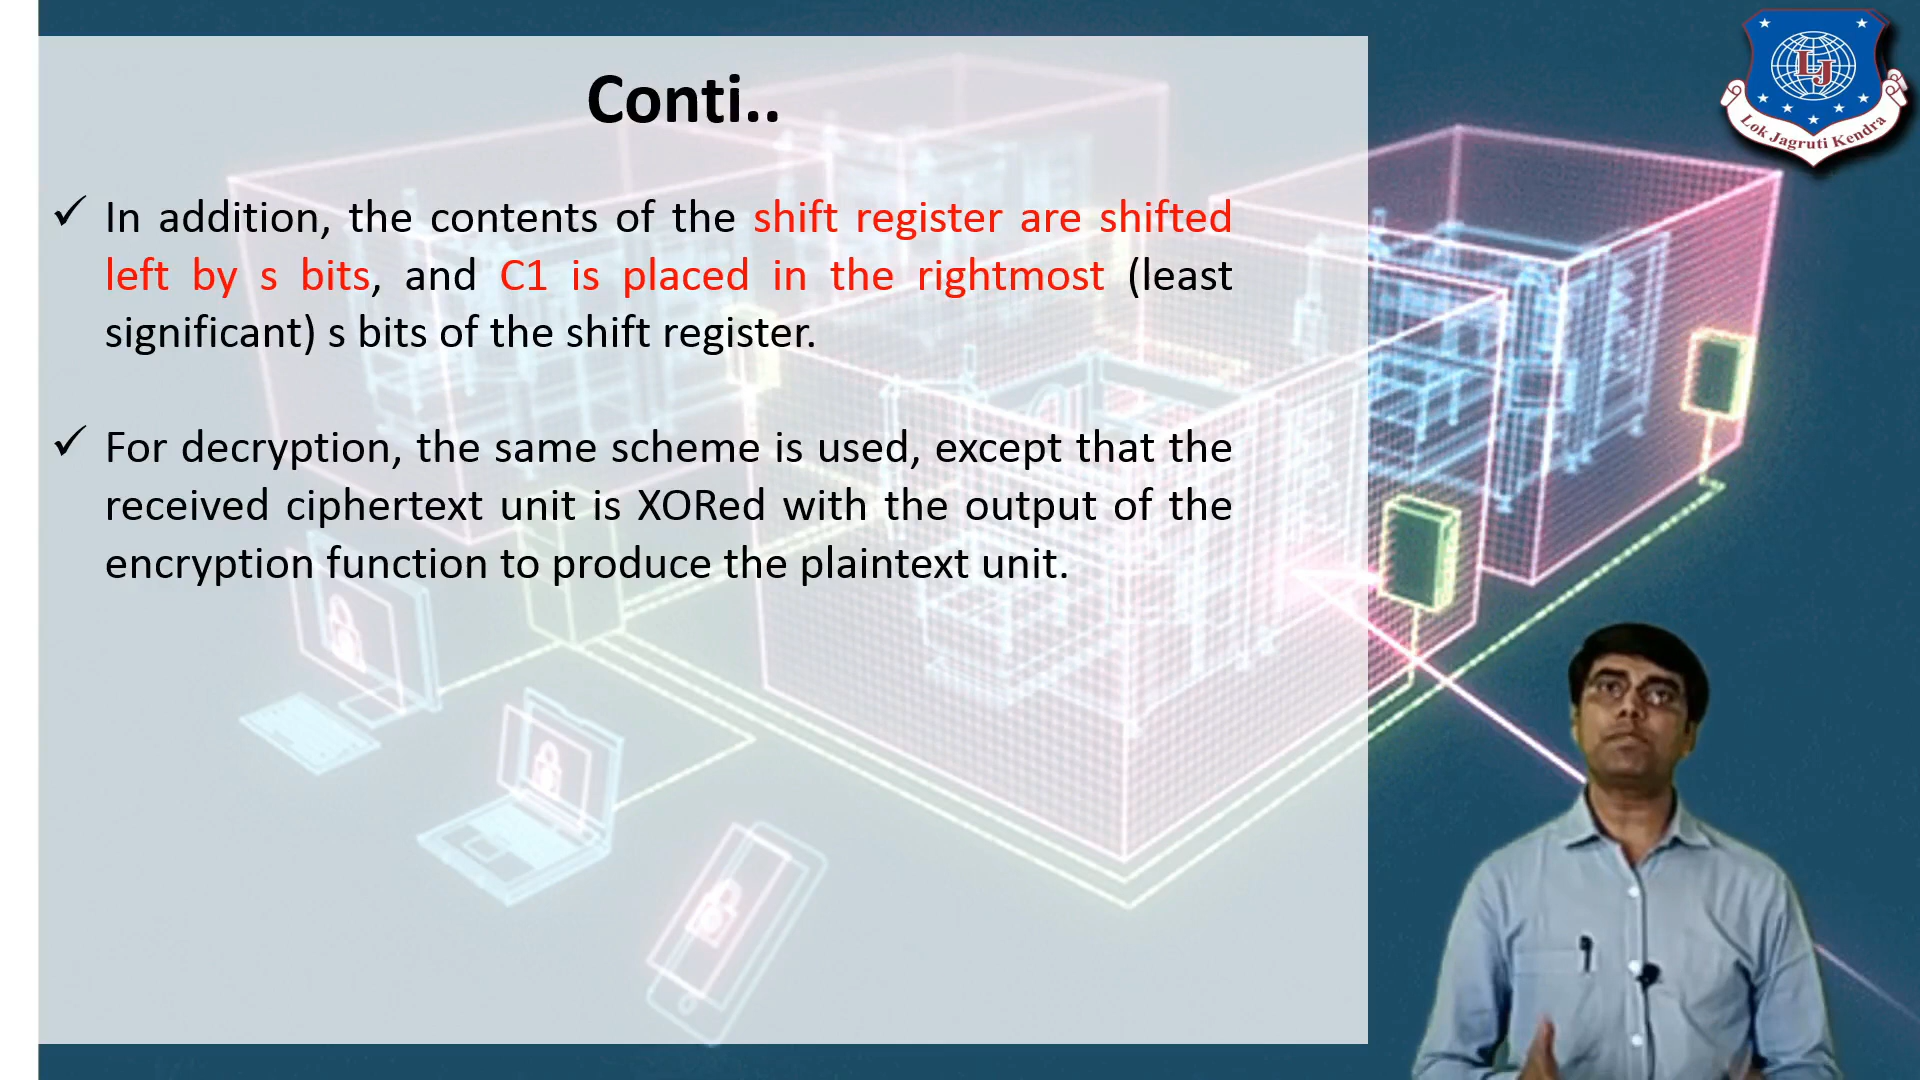 Conti..
In addition, the contents of the shift register are shifted
left by s bits, and C1 is placed in the rightmost (least
significant) s bits of the shift register.
For decryption, the same scheme is used, except that the
received ciphertext unit is XORed with the output of the
encryption function to produce the plaintext unit.
LJ
Lok Jagruti Kendra